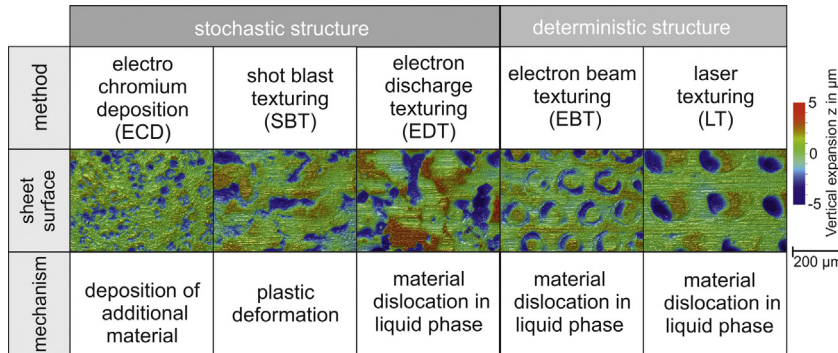 stochastic structure
deterministic structure
method
electro
chromium
deposition
(ECD)
shot blast
texturing
(SBT)
electron
discharge
texturing
(EDT)
electron beam
texturing
(EBT)
laser
texturing
(LT)
sheet
surface
5
0
-5
Vertical expansion z in µm
200 µm
mechanism
deposition of
additional
material
plastic
deformation
material
dislocation in
liquid phase
material
dislocation in
liquid phase
material
dislocation in
liquid phase